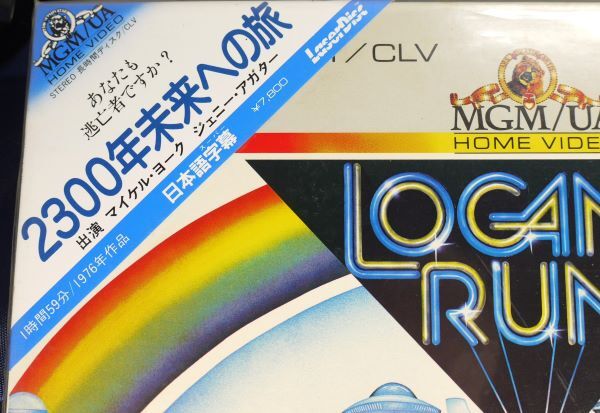 MGM/UA
HOME VIDEO
STEREO 長時間ディスク/CLV
あなたも
逃亡者ですか?
2300年未来への旅
出演 マイケル・ヨーク ジェニー・アガター
スーパー
日本語字幕
¥7,800
1時間59分/1976年作品
LaserDisc
/CLV
MGM/UA
HOME VIDE
LOGAN
RUN